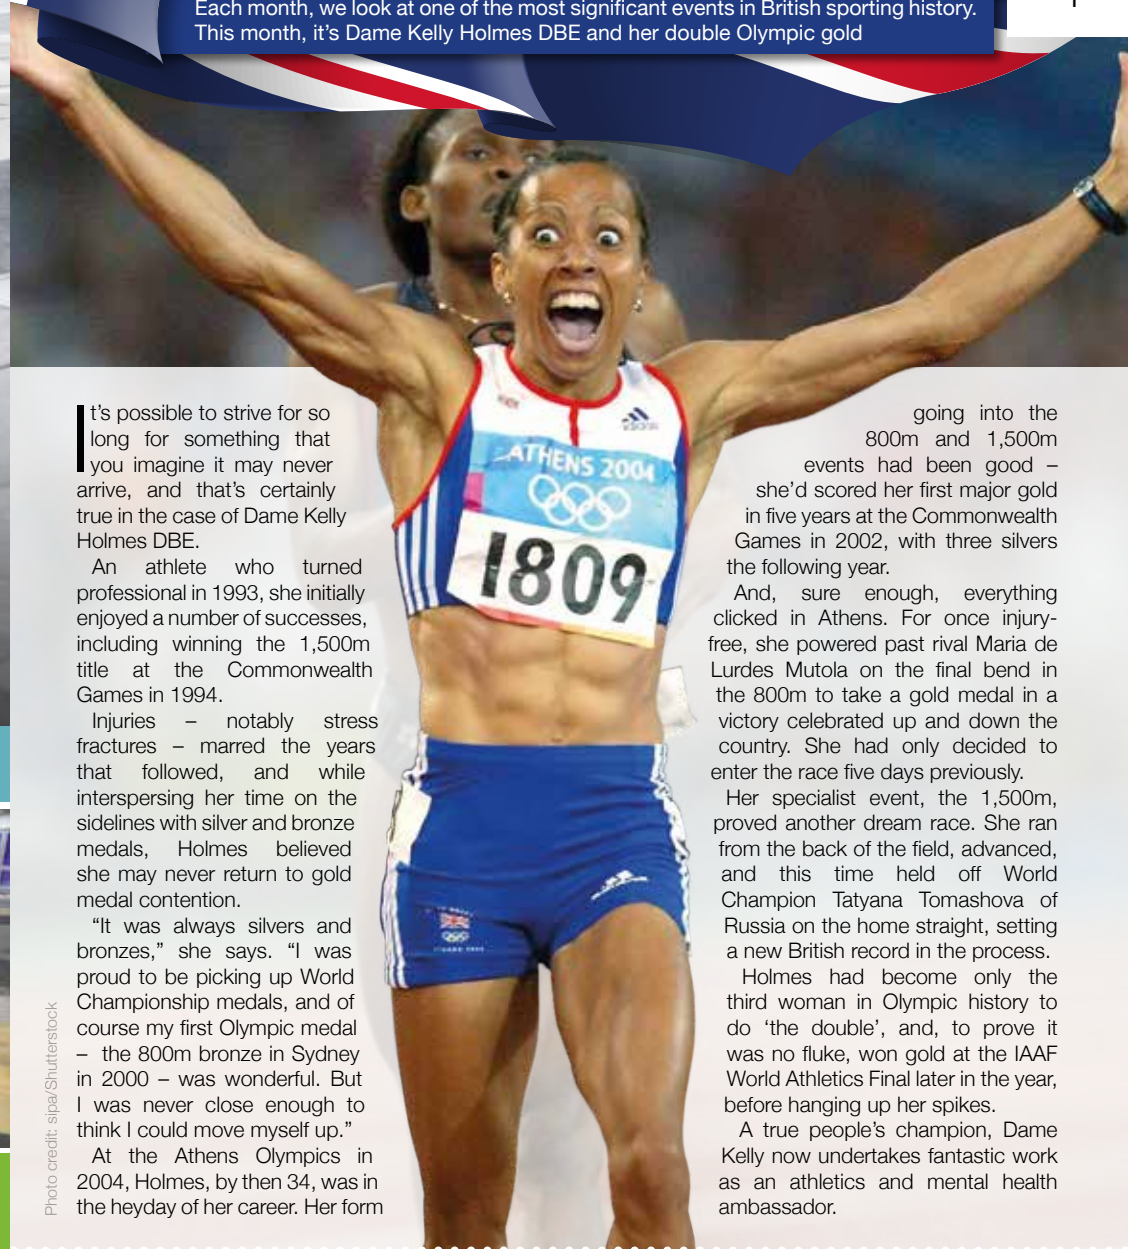 Each month, we look at one of the most significant events in British sporting history.
This month, it's Dame Kelly Holmes DBE and her double Olympic gold
ATHENS 2004
adidas
1809
It's possible to strive for so
long for something that
you imagine it may never
arrive, and that's certainly
true in the case of Dame Kelly
Holmes DBE.
An athlete who turned
professional in 1993, she initially
enjoyed a number of successes,
including winning the 1,500m
title at the Commonwealth
Games in 1994.
Injuries – notably stress
fractures – marred the years
that followed, and while
interspersing her time on the
sidelines with silver and bronze
medals, Holmes believed
she may never return to gold
medal contention.
“It was always silvers and
bronzes,” she says. “I was
proud to be picking up World
Championship medals, and of
course my first Olympic medal
– the 800m bronze in Sydney
in 2000 – was wonderful. But
I was never close enough to
think I could move myself up.”
At the Athens Olympics in
2004, Holmes, by then 34, was in
the heyday of her career. Her form
going into the
800m and 1,500m
events had been good –
she'd scored her first major gold
in five years at the Commonwealth
Games in 2002, with three silvers
the following year.
And, sure enough, everything
clicked in Athens. For once injury-
free, she powered past rival Maria de
Lurdes Mutola on the final bend in
the 800m to take a gold medal in a
victory celebrated up and down the
country. She had only decided to
enter the race five days previously.
Her specialist event, the 1,500m,
proved another dream race. She ran
from the back of the field, advanced,
and this time held off World
Champion Tatyana Tomashova of
Russia on the home straight, setting
a new British record in the process.
Holmes had become only the
third woman in Olympic history to
do ‘the double’, and, to prove it
was no fluke, won gold at the IAAF
World Athletics Final later in the year,
before hanging up her spikes.
A true people's champion, Dame
Kelly now undertakes fantastic work
as an athletics and mental health
ambassador.
Photo credit: sipa/Shutterstock